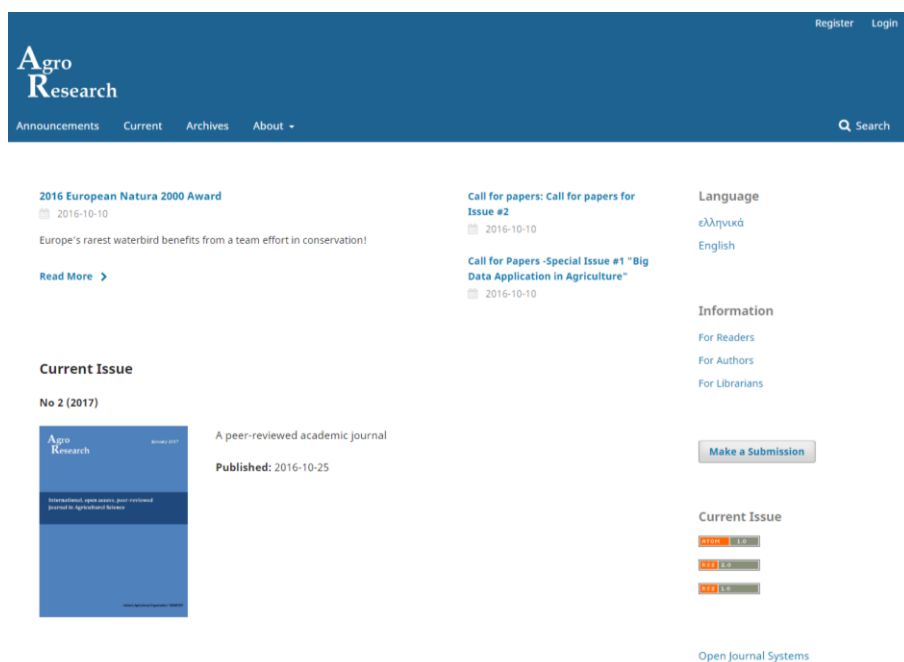 Register Login
Agro
Research
Announcements Current Archives About
Search
2016 European Natura 2000 Award
2016-10-10
Europe's rarest waterbird benefits from a team effort in conservation!
Read More
Call for papers: Call for papers for
Issue #2
2016-10-10
Call for Papers -Special Issue #1 "Big
Data Application in Agriculture"
2016-10-10
Current Issue
No 2 (2017)
Agro
Research
January 2017
International, open access, peer-reviewed
Journal in Agricultural Science
A peer-reviewed academic journal
Published: 2016-10-25
Language
ελληνικά
English
Information
For Readers
For Authors
For Librarians
Make a Submission
Current Issue
ATOM 1.0
RSS 2.0
RSS 1.0
Open Journal Systems